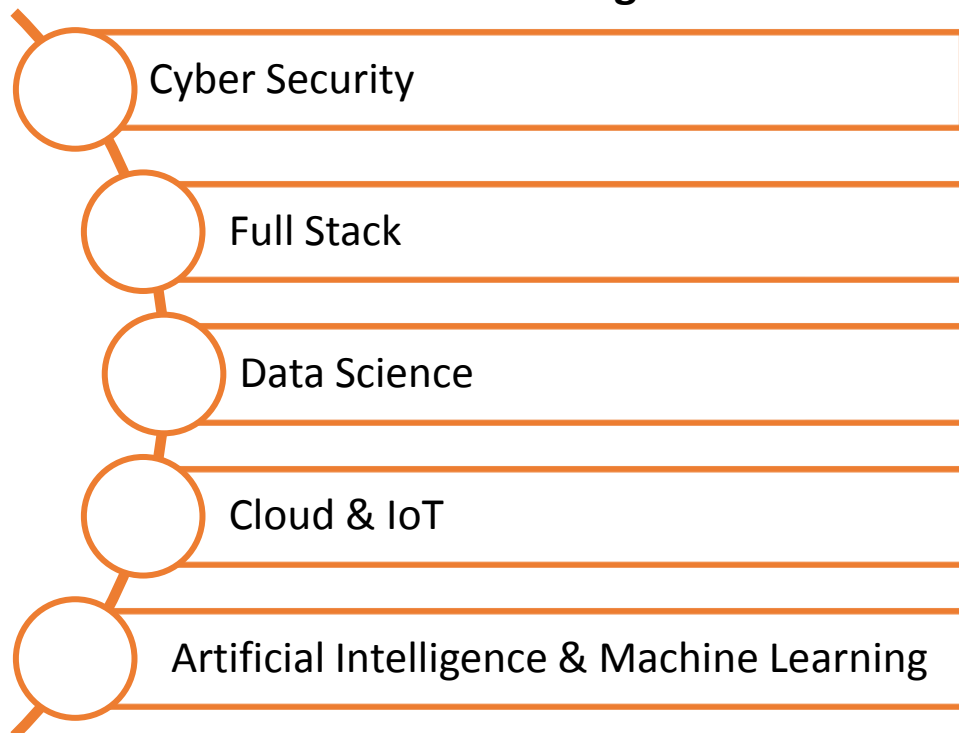 Cyber Security
Full Stack
Data Science
Cloud & IoT
Artificial Intelligence & Machine Learning